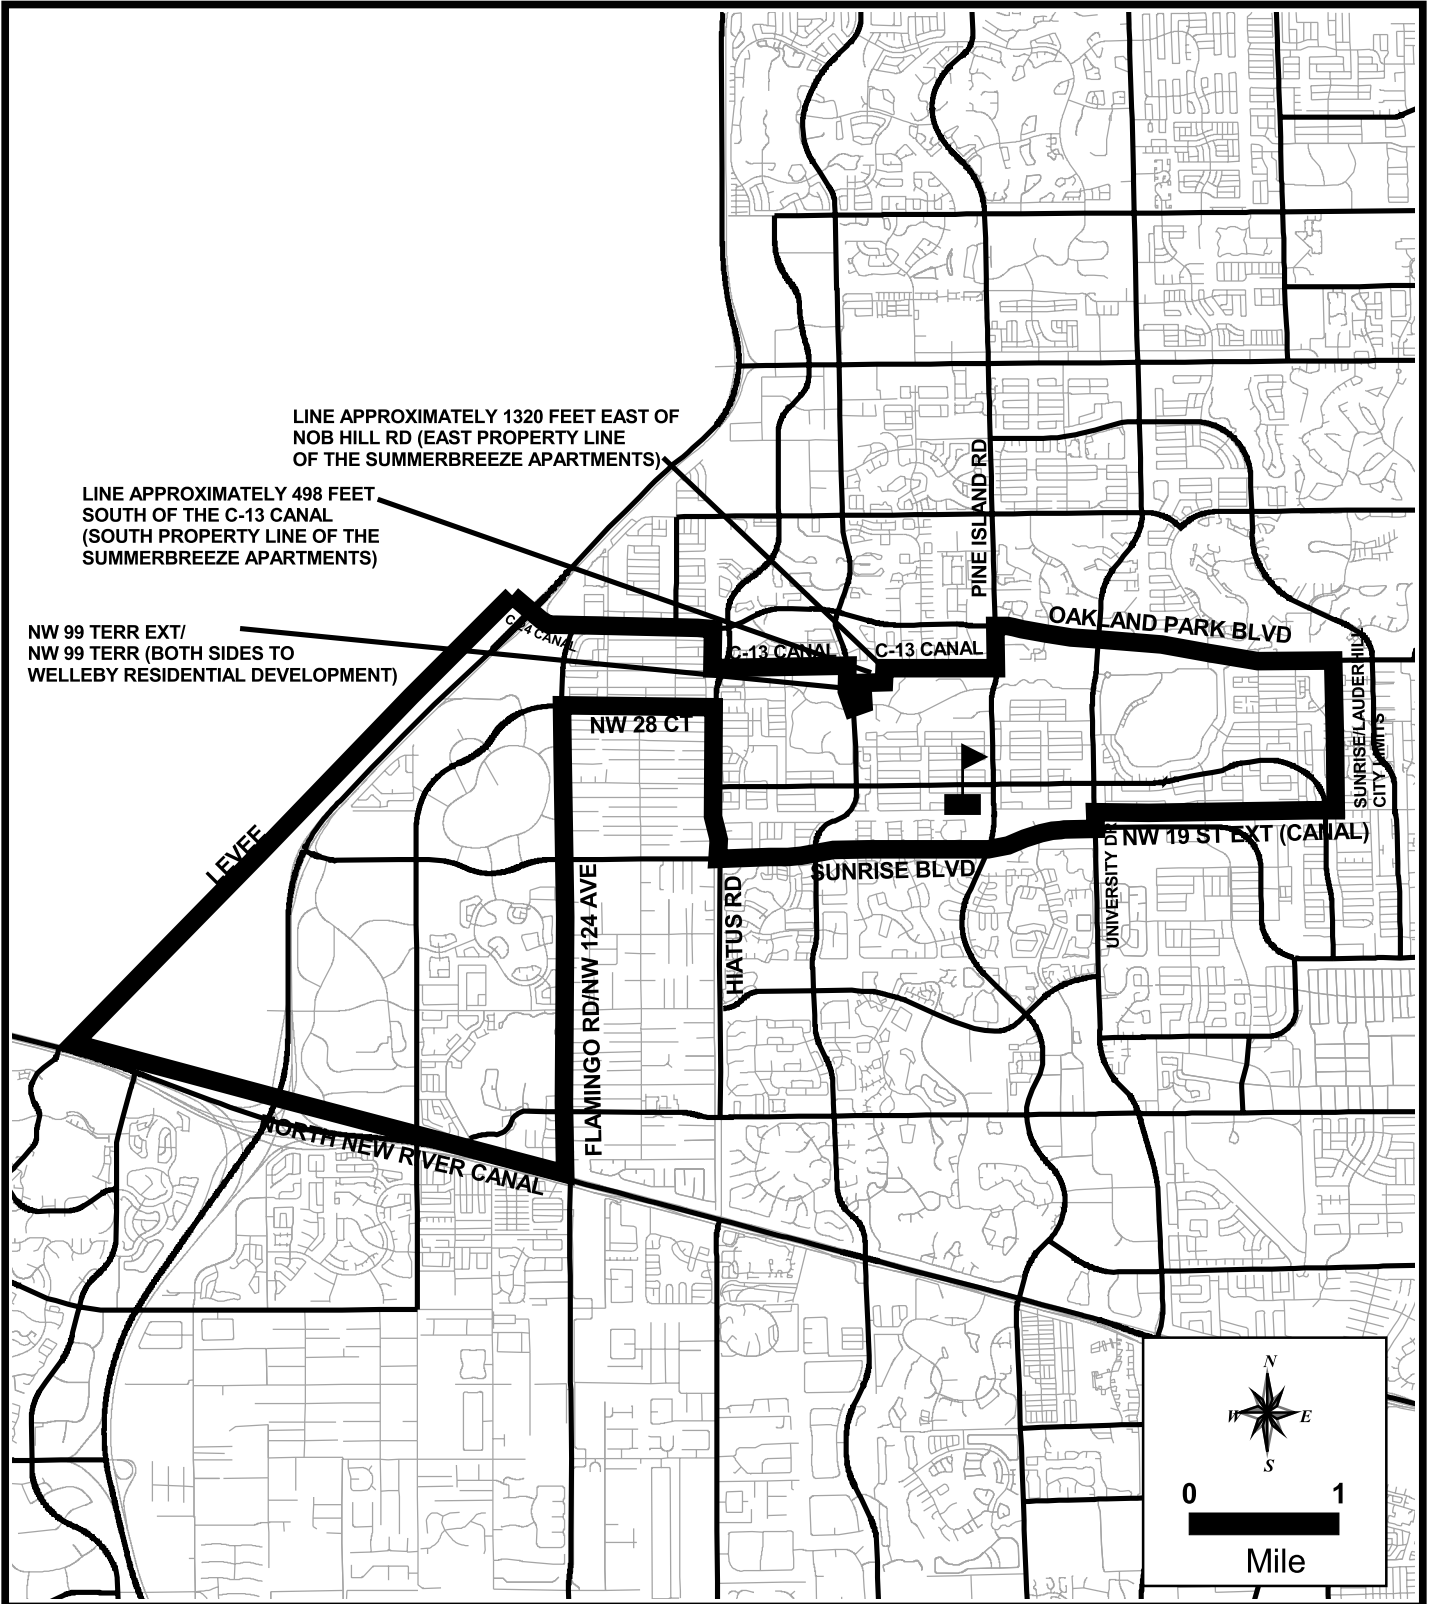 LINE APPROXIMATELY 1320 FEET EAST OF
NOB HILL RD (EAST PROPERTY LINE
OF THE SUMMERBREEZE APARTMENTS)
LINE APPROXIMATELY 498 FEET
SOUTH OF THE C-13 CANAL
(SOUTH PROPERTY LINE OF THE
SUMMERBREEZE APARTMENTS)
NW 99 TERR EXT/
NW 99 TERR (BOTH SIDES TO
WELLEBY RESIDENTIAL DEVELOPMENT)
PINE ISLAND RD
C-24 CANAL
C-13 CANAL
C-13 CANAL
OAKLAND PARK BLVD
SUNRISE/LAUDERHILL
CITY LIMITS
NW 28 CT
LEVEE
SUNRISE BLVD
NW 19 ST EXT (CANAL)
UNIVERSITY DR
HIATUS RD
FLAMINGO RD/NW 124 AVE
NORTH NEW RIVER CANAL
N
W E
S
0 1
Mile